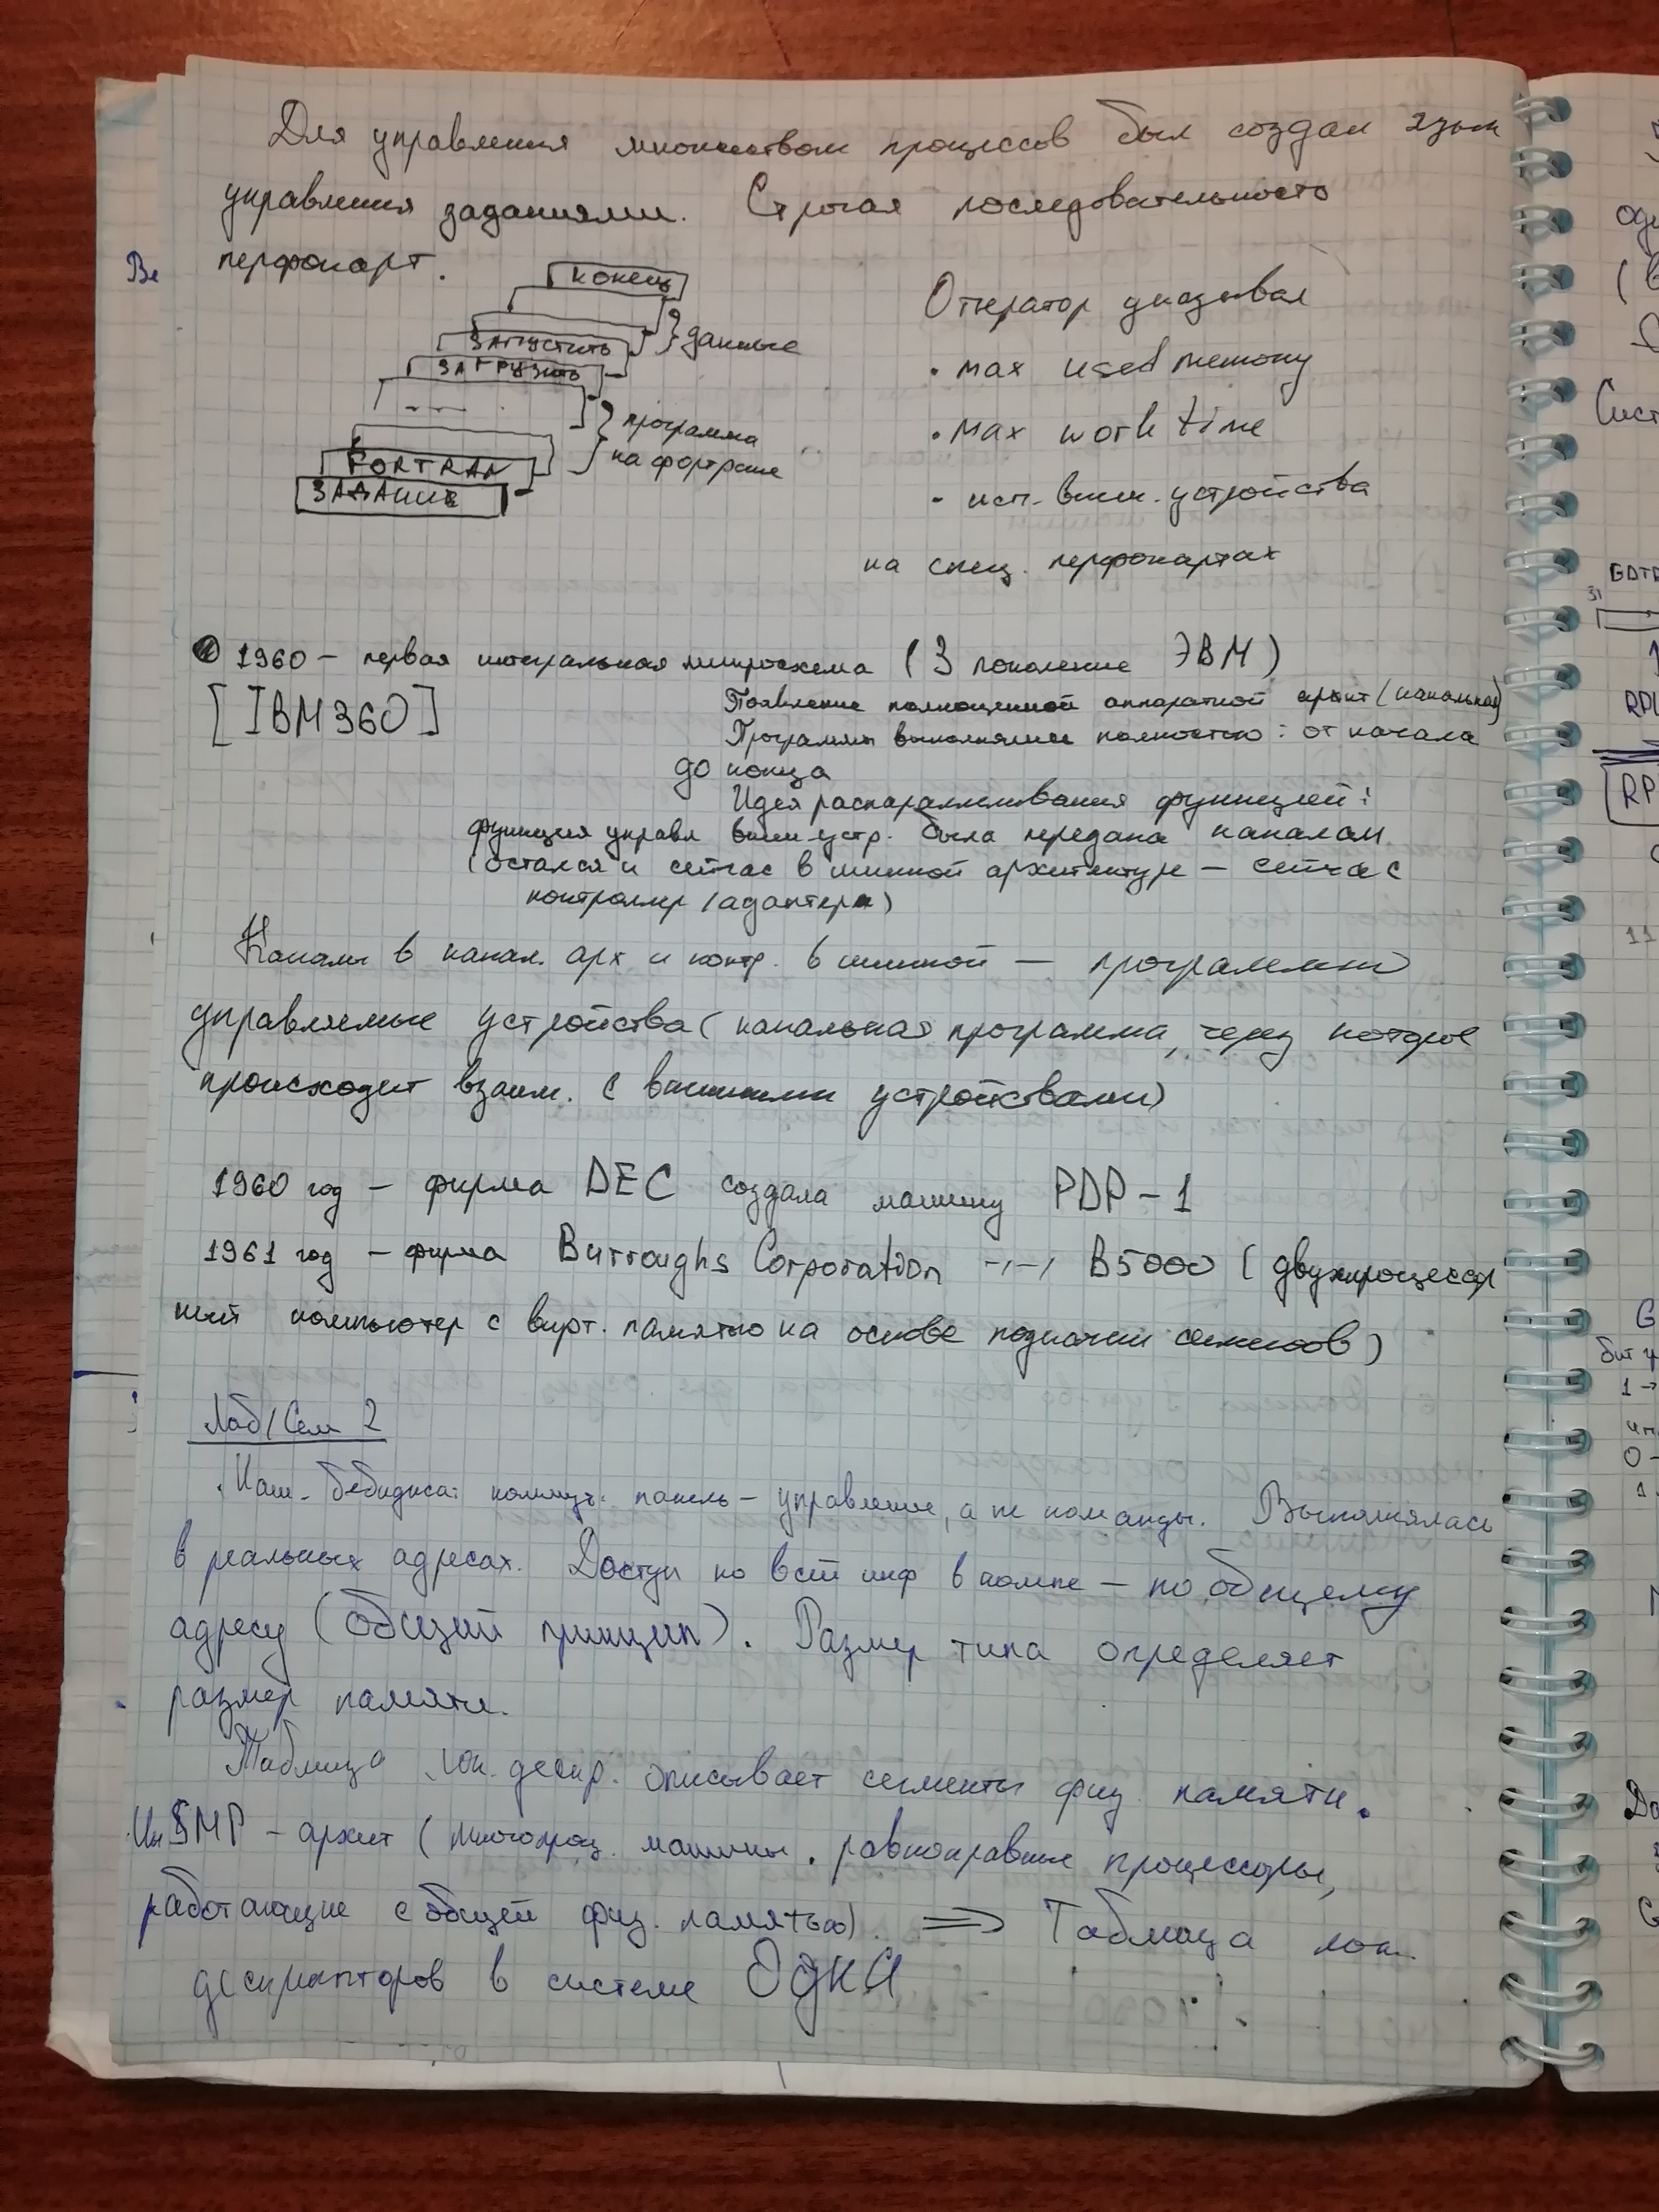 Для управления множеством процессов был создан язык
управления заданиями. Строгая последовательность
перфокарт.
КОНЕЦ
данные
ЗАПУСТИТЬ
ЗАГРУЗИТЬ
...
программа
на фортране
FORTRAN
ЗАДАНИЕ
Оператор указывал
• max used memory
• max work time
• исп. внеш. устройства
на спец. перфокартах
1960 – первая интегральная микросхема (3 поколение ЭВМ)
[IBM360]
Появление полноценной аппаратной архит (канальная)
Программы выполнялись полностью: от начала
до конца
Идея распараллеливания функций:
функция управл внеш устр. была передана каналам.
(остался и сейчас в шинной архитектуре – сейчас
контроллер/адаптеры)
Каналы в канал. арх и контр. в шинной – программно
управляемые устройства (канальная программа, через которые
происходит взаим. с внешними устройствами)
1960 год – фирма DEC создала машину PDP-1
1961 год – фирма Burroughs Corporation -//- B5000 (двухпроцессор
ный компьютер с вирт. памятью на основе подкачки сегментов)
Лаб/Сем 2
Бэбиджа: коммут. панель – управление, а не команды. Выполнялась
в реальных адресах. Доступ ко всей инф в компе – по общему
адресу (общий принцип). Размер типа определяет
размер памяти.
Таблица лок. дескр. описывает сегменты физ. памяти.
SMP – архит (многопроц. машины, равноправные процессоры,
работающие с общей физ. памятью) => Таблица лок.
дескрипторов в системе ОДНА